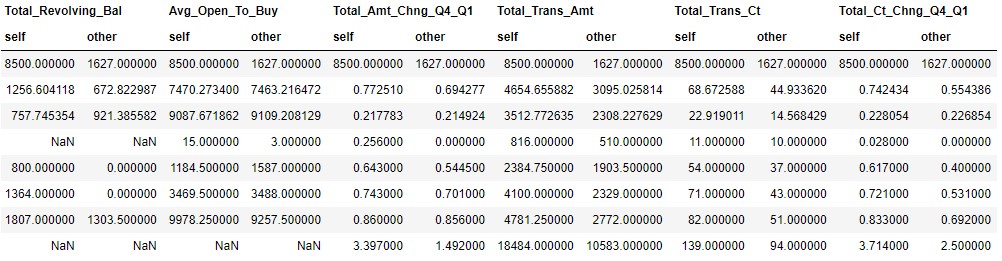 Total_Revolving_Bal Avg_Open_To_Buy Total_Amt_Chng_Q4_Q1 Total_Trans_Amt Total_Trans_Ct Total_Ct_Chng_Q4_Q1
self other self other self other self other self other self other
8500.000000 1627.000000 8500.000000 1627.000000 8500.000000 1627.000000 8500.000000 1627.000000 8500.000000 1627.000000 8500.000000 1627.000000
1256.604118 672.822987 7470.273400 7463.216472 0.772510 0.694277 4654.655882 3095.025814 68.672588 44.933620 0.742434 0.554386
757.745354 921.385582 9087.671862 9109.208129 0.217783 0.214924 3512.772635 2308.227629 22.919011 14.568429 0.228054 0.226854
NaN NaN 15.000000 3.000000 0.256000 0.000000 816.000000 510.000000 11.000000 10.000000 0.028000 0.000000
800.000000 0.000000 1184.500000 1587.000000 0.643000 0.544500 2384.750000 1903.500000 54.000000 37.000000 0.617000 0.400000
1364.000000 0.000000 3469.500000 3488.000000 0.743000 0.701000 4100.000000 2329.000000 71.000000 43.000000 0.721000 0.531000
1807.000000 1303.500000 9978.250000 9257.500000 0.860000 0.856000 4781.250000 2772.000000 82.000000 51.000000 0.833000 0.692000
NaN NaN NaN NaN 3.397000 1.492000 18484.000000 10583.000000 139.000000 94.000000 3.714000 2.500000